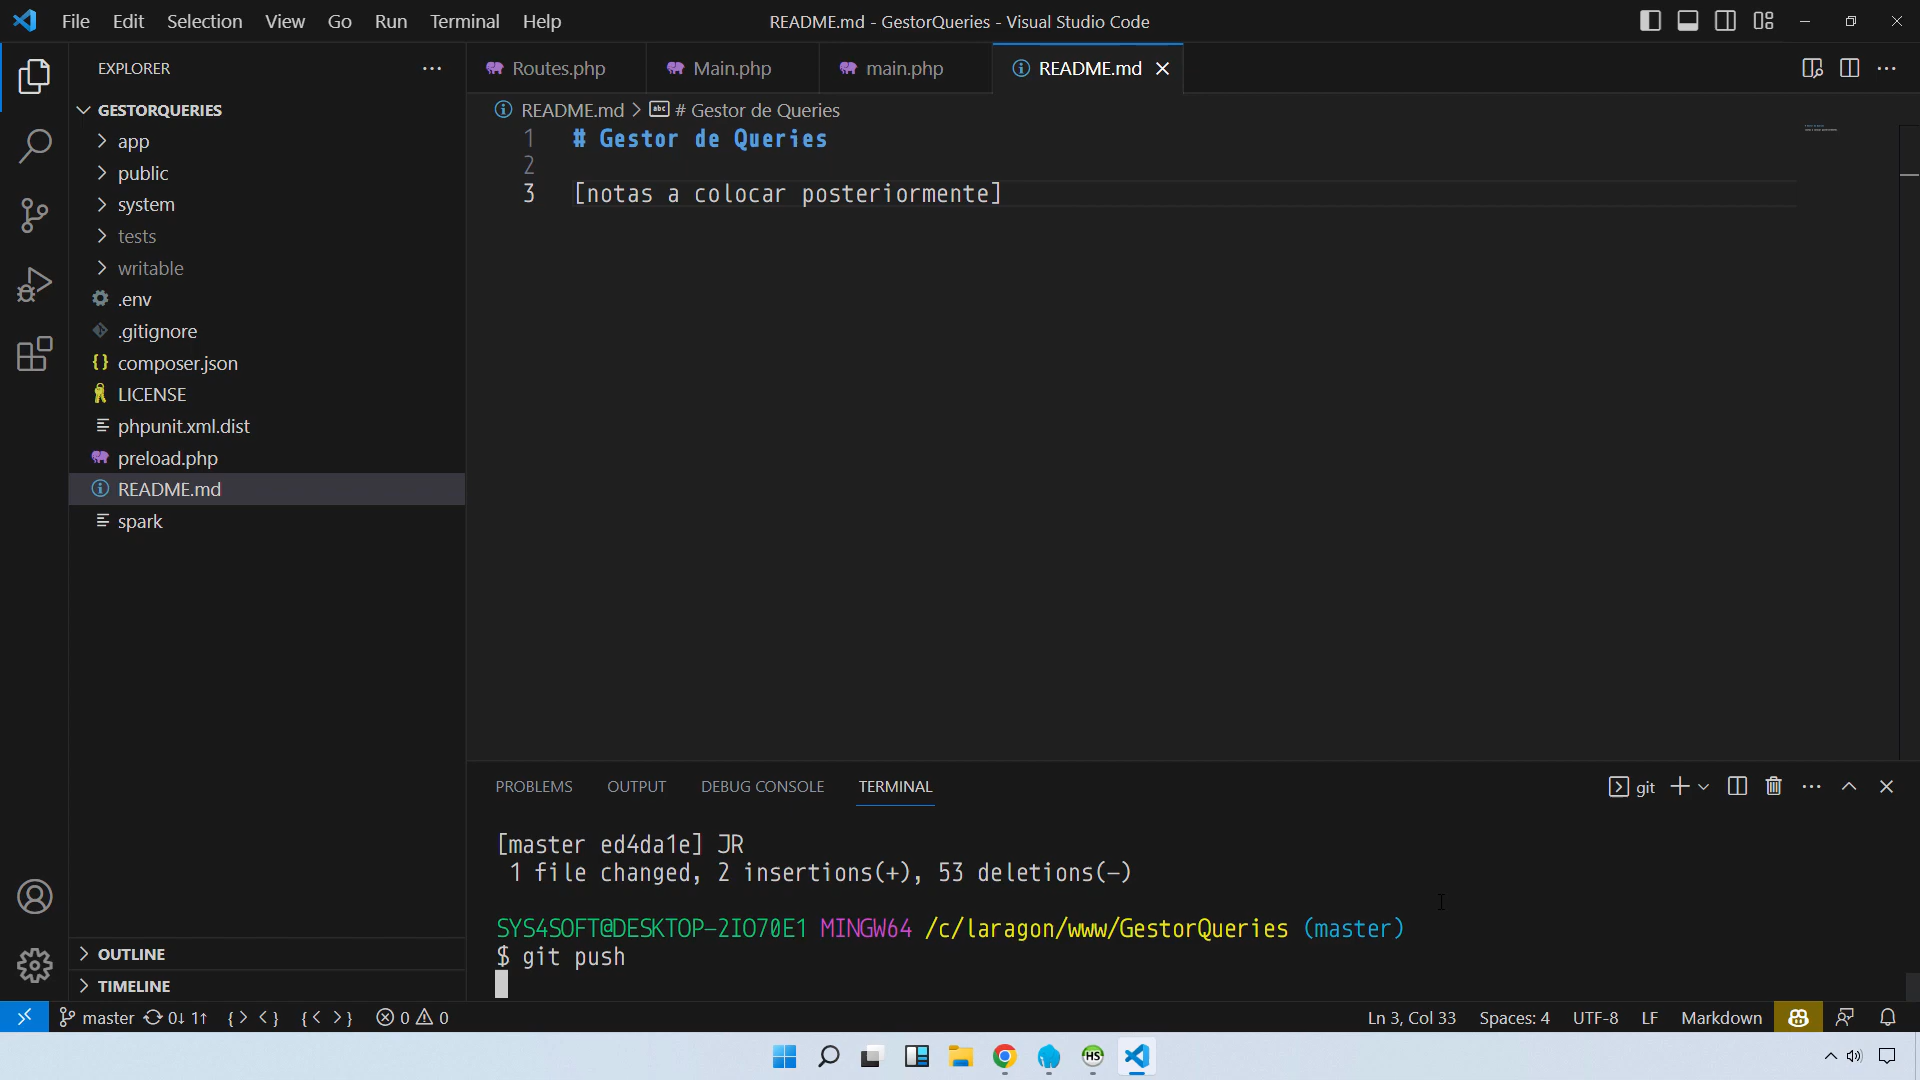 File Edit Selection View Go Run Terminal Help
README.md - GestorQueries - Visual Studio Code
EXPLORER
Routes.php
Main.php
main.php
README.md
GESTORQUERIES
app
public
system
tests
writable
.env
.gitignore
composer.json
LICENSE
phpunit.xml.dist
preload.php
README.md
spark
OUTLINE
TIMELINE
README.md > # Gestor de Queries
1 # Gestor de Queries
2
3 [notas a colocar posteriormente]
PROBLEMS OUTPUT DEBUG CONSOLE TERMINAL
git
[master ed4da1e] JR
1 file changed, 2 insertions(+), 53 deletions(-)
SYS4SOFT@DESKTOP-2IO70E1 MINGW64 /c/laragon/www/GestorQueries (master)
$ git push
master 0↓ 1↑ 0 0
Ln 3, Col 33 Spaces: 4 UTF-8 LF Markdown
HS